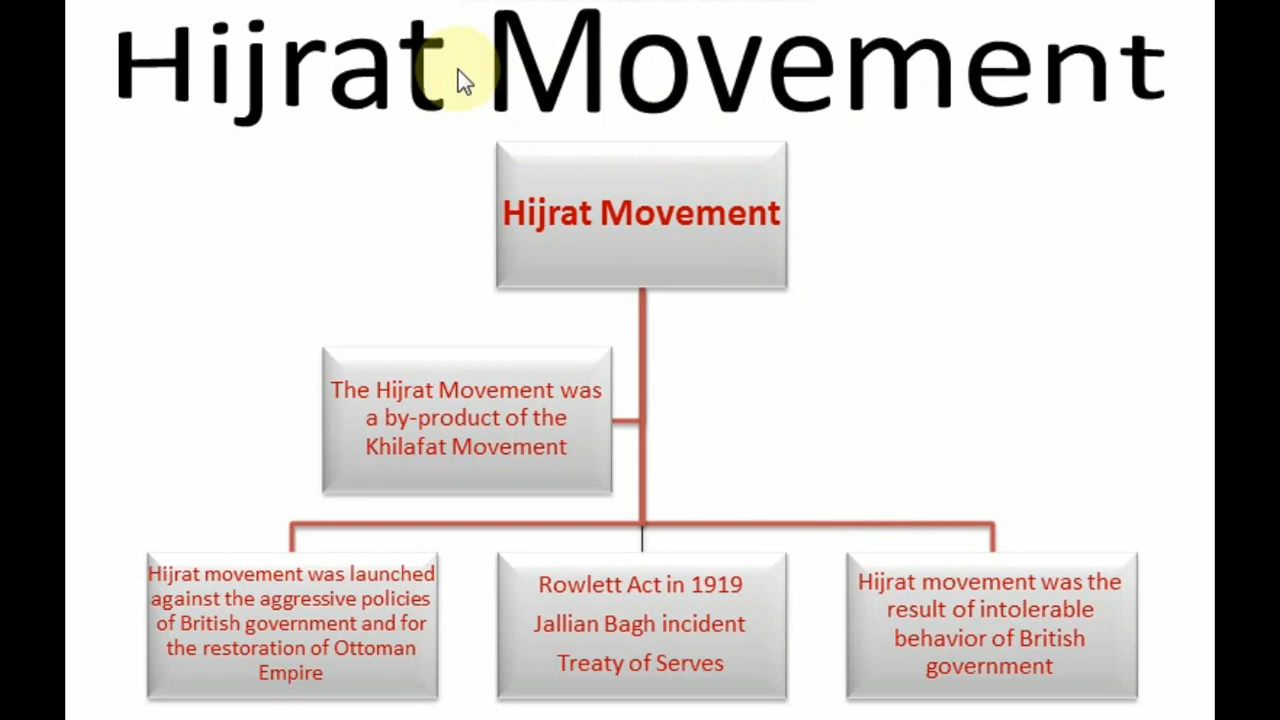 Hijrat Movement
Hijrat Movement
The Hijrat Movement was
a by-product of the
Khilafat Movement
Hijrat movement was launched
against the aggressive policies
of British government and for
the restoration of Ottoman
Empire
Rowlett Act in 1919
Jallian Bagh incident
Treaty of Serves
Hijrat movement was the
result of intolerable
behavior of British
government